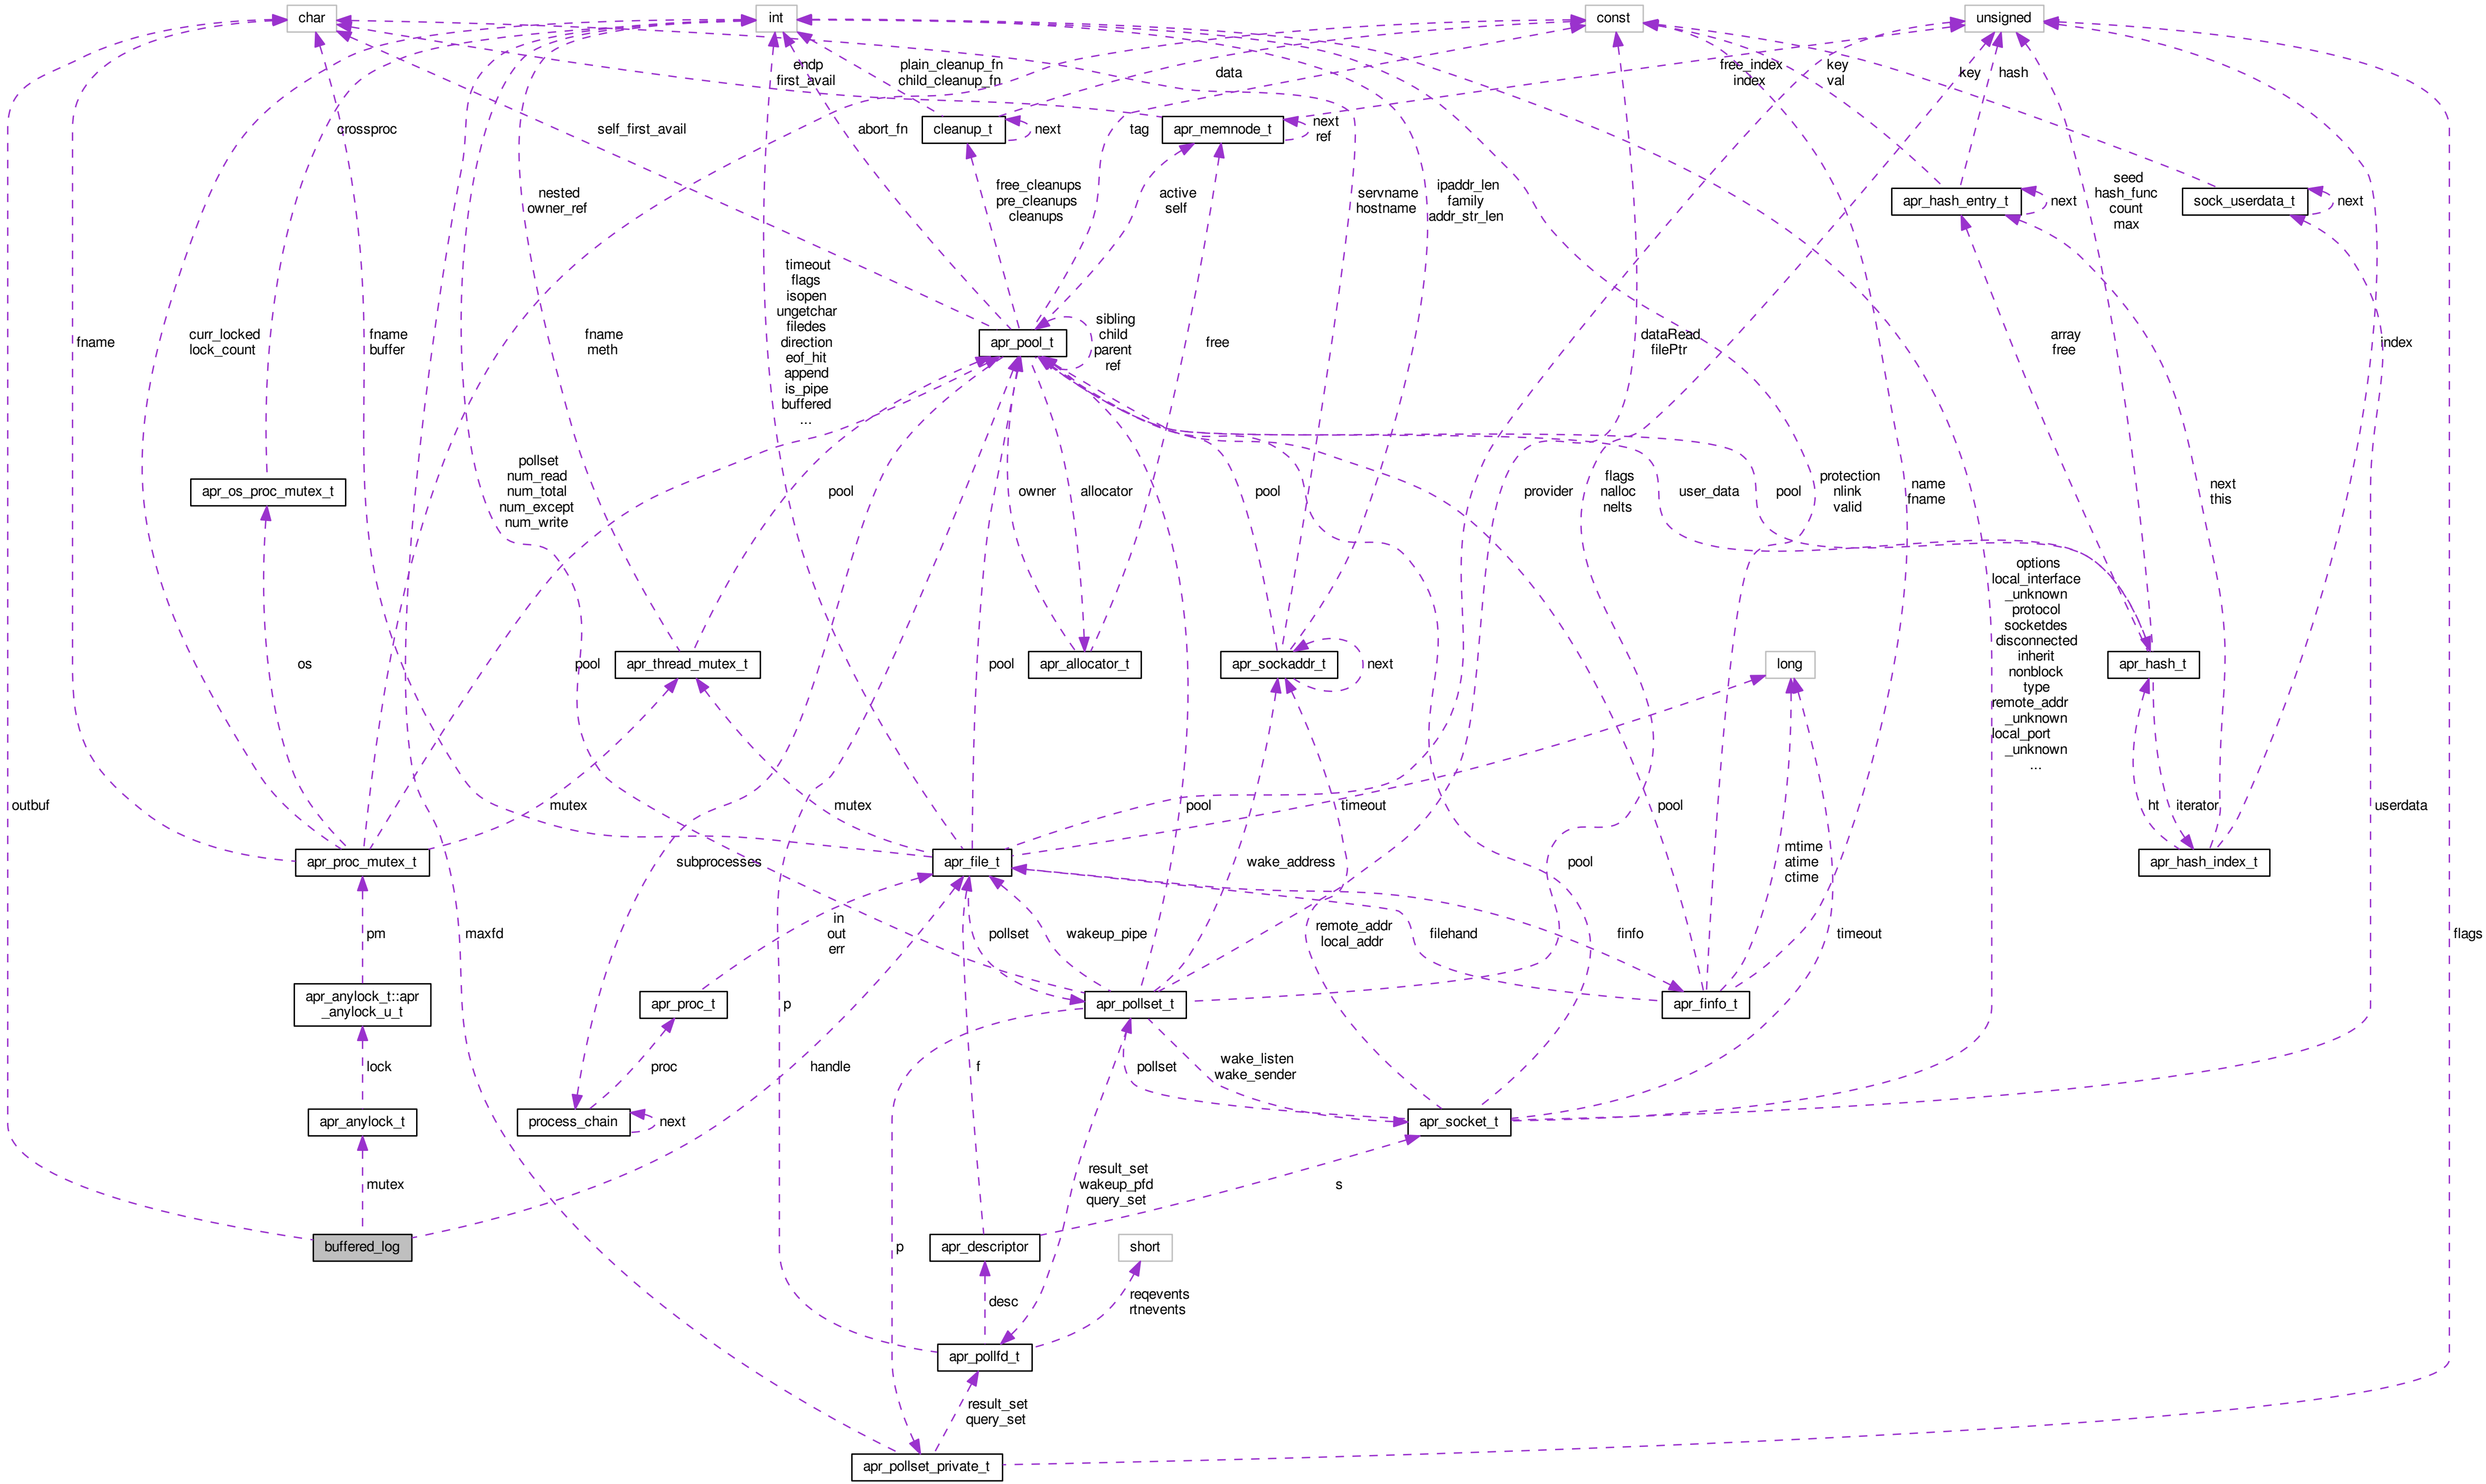 char
int
const
unsigned
endp
first_avail
plain_cleanup_fn
child_cleanup_fn
data
free_index
index
key
val
key
hash
crossproc
self_first_avail
abort_fn
cleanup_t
next
tag
apr_memnode_t
next
ref
nested
owner_ref
free_cleanups
pre_cleanups
cleanups
active
self
servname
hostname
ipaddr_len
family
addr_str_len
apr_hash_entry_t
next
seed
hash_func
count
max
sock_userdata_t
next
fname
curr_locked
lock_count
fname
buffer
fname
meth
timeout
flags
isopen
ungetchar
filedes
direction
eof_hit
append
is_pipe
buffered
...
apr_pool_t
sibling
child
parent
ref
free
dataRead
filePtr
array
free
index
apr_os_proc_mutex_t
pollset
num_read
num_total
num_except
num_write
pool
owner
allocator
pool
provider
flags
nalloc
nelts
user_data
pool
protection
nlink
valid
name
fname
next
this
options
local_interface
_unknown
protocol
socketdes
disconnected
inherit
nonblock
type
remote_addr
_unknown
local_port
_unknown
...
os
pool
apr_thread_mutex_t
pool
apr_allocator_t
apr_sockaddr_t
next
long
apr_hash_t
outbuf
mutex
mutex
pool
timeout
pool
ht
iterator
userdata
apr_proc_mutex_t
subprocesses
apr_file_t
wake_address
pool
mtime
atime
ctime
apr_hash_index_t
pm
maxfd
in
out
err
pollset
wakeup_pipe
remote_addr
local_addr
filehand
finfo
timeout
flags
apr_anylock_t::apr
_anylock_u_t
apr_proc_t
p
apr_pollset_t
apr_finfo_t
lock
proc
handle
f
pollset
wake_listen
wake_sender
apr_anylock_t
process_chain
next
apr_socket_t
mutex
result_set
wakeup_pfd
query_set
s
buffered_log
p
apr_descriptor
short
desc
reqevents
rtnevents
apr_pollfd_t
result_set
query_set
apr_pollset_private_t